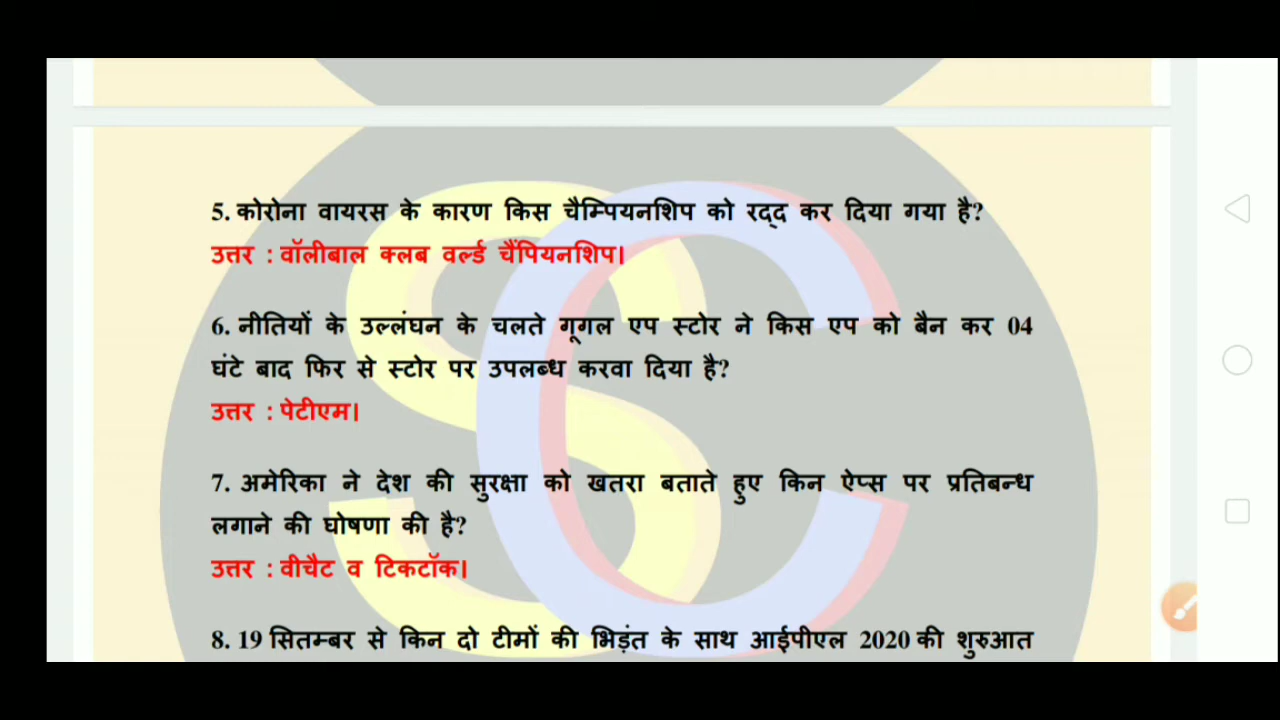 5. कोरोना वायरस के कारण किस चैम्पियनशिप को रद्द कर दिया गया है?
उत्तर : वॉलीबाल क्लब वर्ल्ड चैंपियनशिप।
6. नीतियों के उल्लंघन के चलते गूगल एप स्टोर ने किस एप को बैन कर 04
घंटे बाद फिर से स्टोर पर उपलब्ध करवा दिया है?
उत्तर : पेटीएम।
7. अमेरिका ने देश की सुरक्षा को खतरा बताते हुए किन ऐप्स पर प्रतिबन्ध
लगाने की घोषणा की है?
उत्तर : वीचैट व टिकटॉक।
8. 19 सितम्बर से किन दो टीमों की भिड़ंत के साथ आईपीएल 2020 की शुरुआत
SC